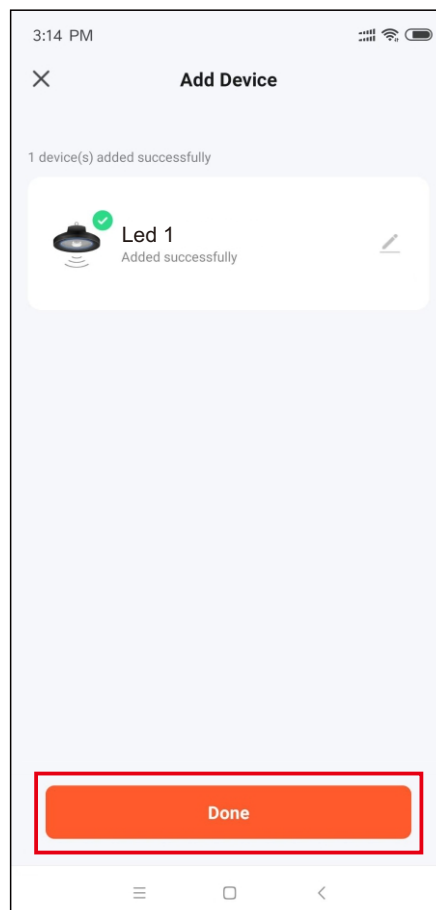 3:14 PM
Add Device
1 device(s) added successfully
Led 1
Added successfully
Done